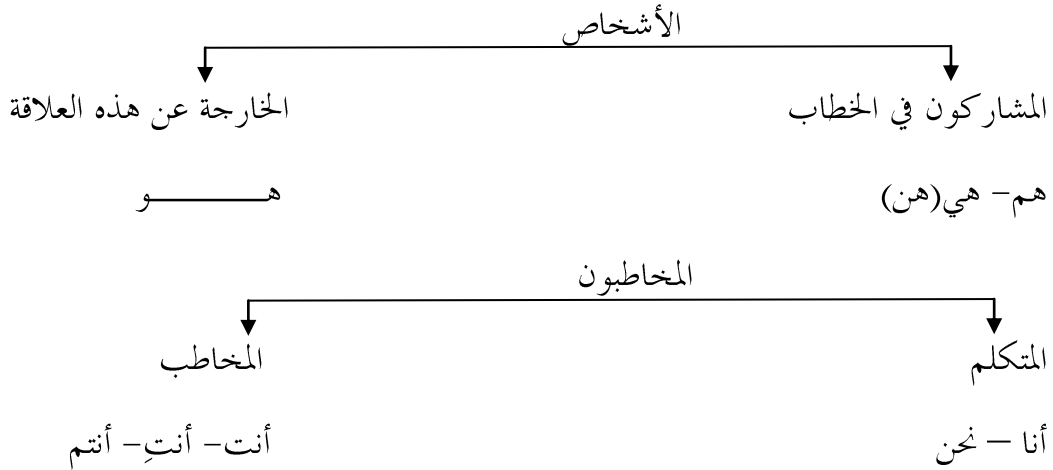 الأشخاص
المشاركون في الخطاب
الخارجة عن هذه العلاقة
هم– هي(هن)
هـــــــو
المخاطبون
المتكلم
المخاطب
أنا – نحن
أنت– أنتِ– أنتم